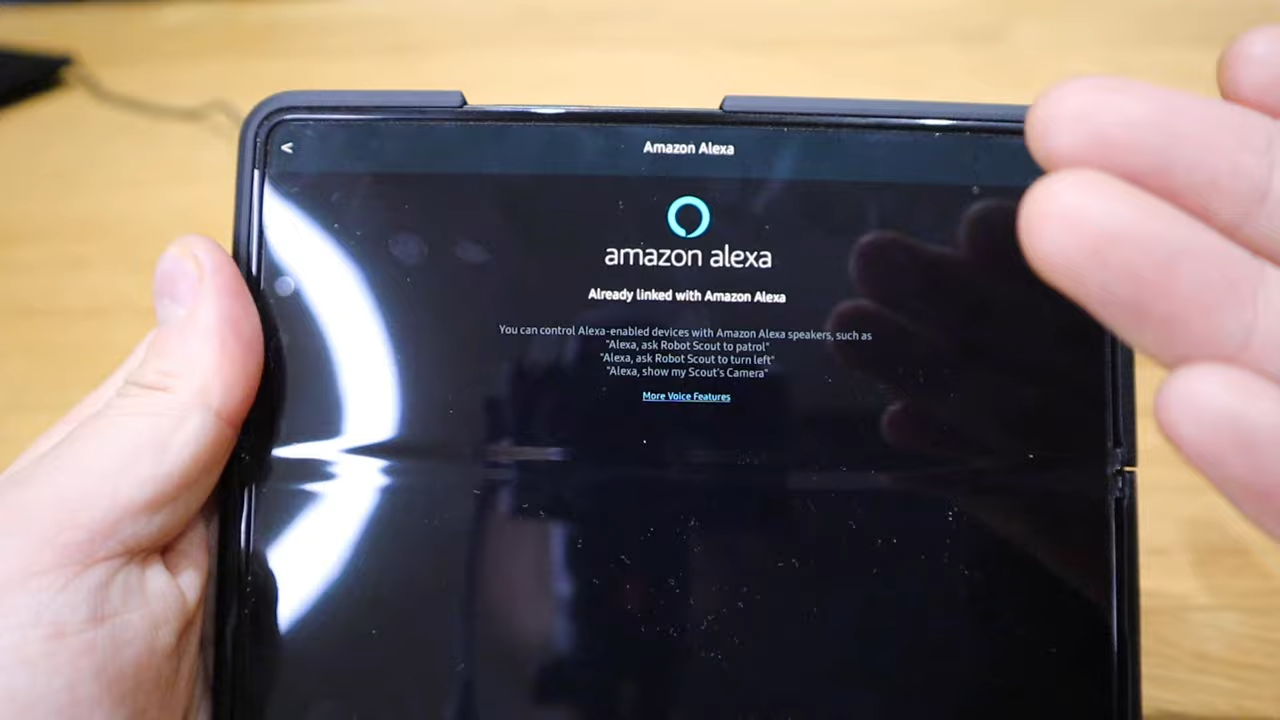 <
Amazon Alexa
amazon alexa
Already linked with Amazon Alexa
You can control Alexa-enabled devices with Amazon Alexa speakers, such as
"Alexa, ask Robot Scout to patrol"
"Alexa, ask Robot Scout to turn left"
"Alexa, show my Scout's Camera"
More Voice Features